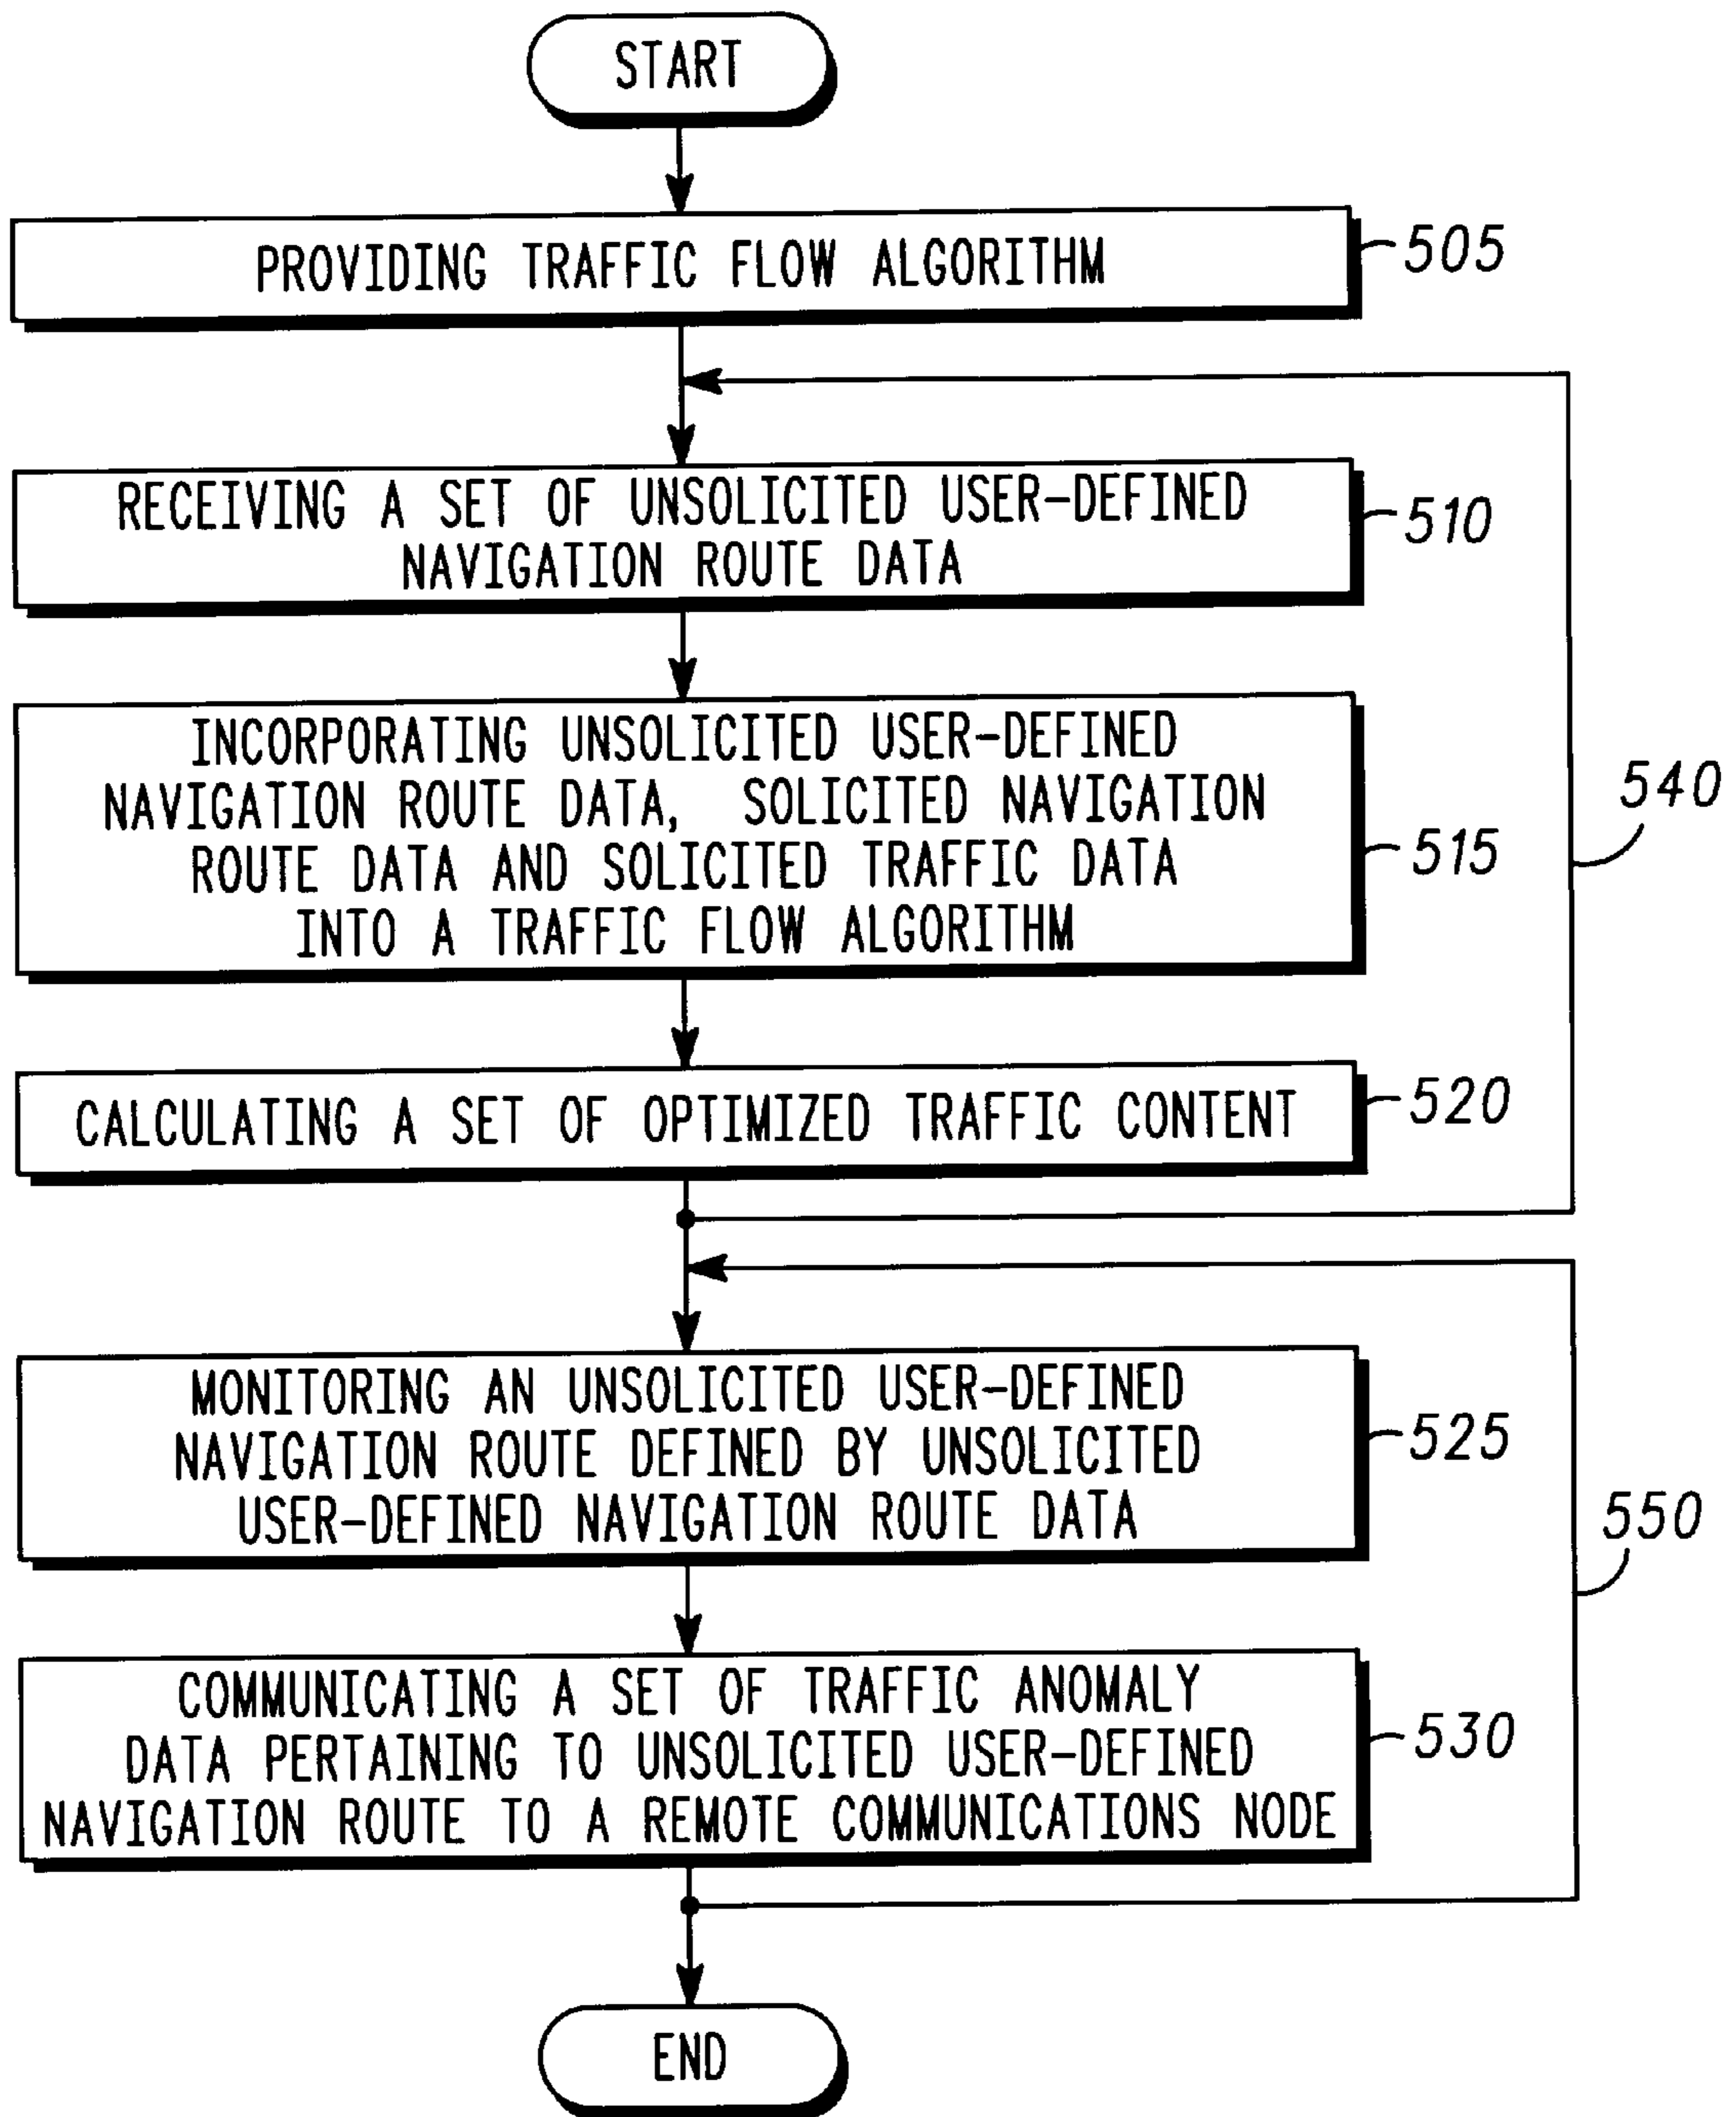 START
PROVIDING TRAFFIC FLOW ALGORITHM
505
RECEIVING A SET OF UNSOLICITED USER-DEFINED
NAVIGATION ROUTE DATA
510
INCORPORATING UNSOLICITED USER-DEFINED
NAVIGATION ROUTE DATA, SOLICITED NAVIGATION
ROUTE DATA AND SOLICITED TRAFFIC DATA
INTO A TRAFFIC FLOW ALGORITHM
515
540
CALCULATING A SET OF OPTIMIZED TRAFFIC CONTENT
520
MONITORING AN UNSOLICITED USER-DEFINED
NAVIGATION ROUTE DEFINED BY UNSOLICITED
USER-DEFINED NAVIGATION ROUTE DATA
525
550
COMMUNICATING A SET OF TRAFFIC ANOMALY
DATA PERTAINING TO UNSOLICITED USER-DEFINED
NAVIGATION ROUTE TO A REMOTE COMMUNICATIONS NODE
530
END